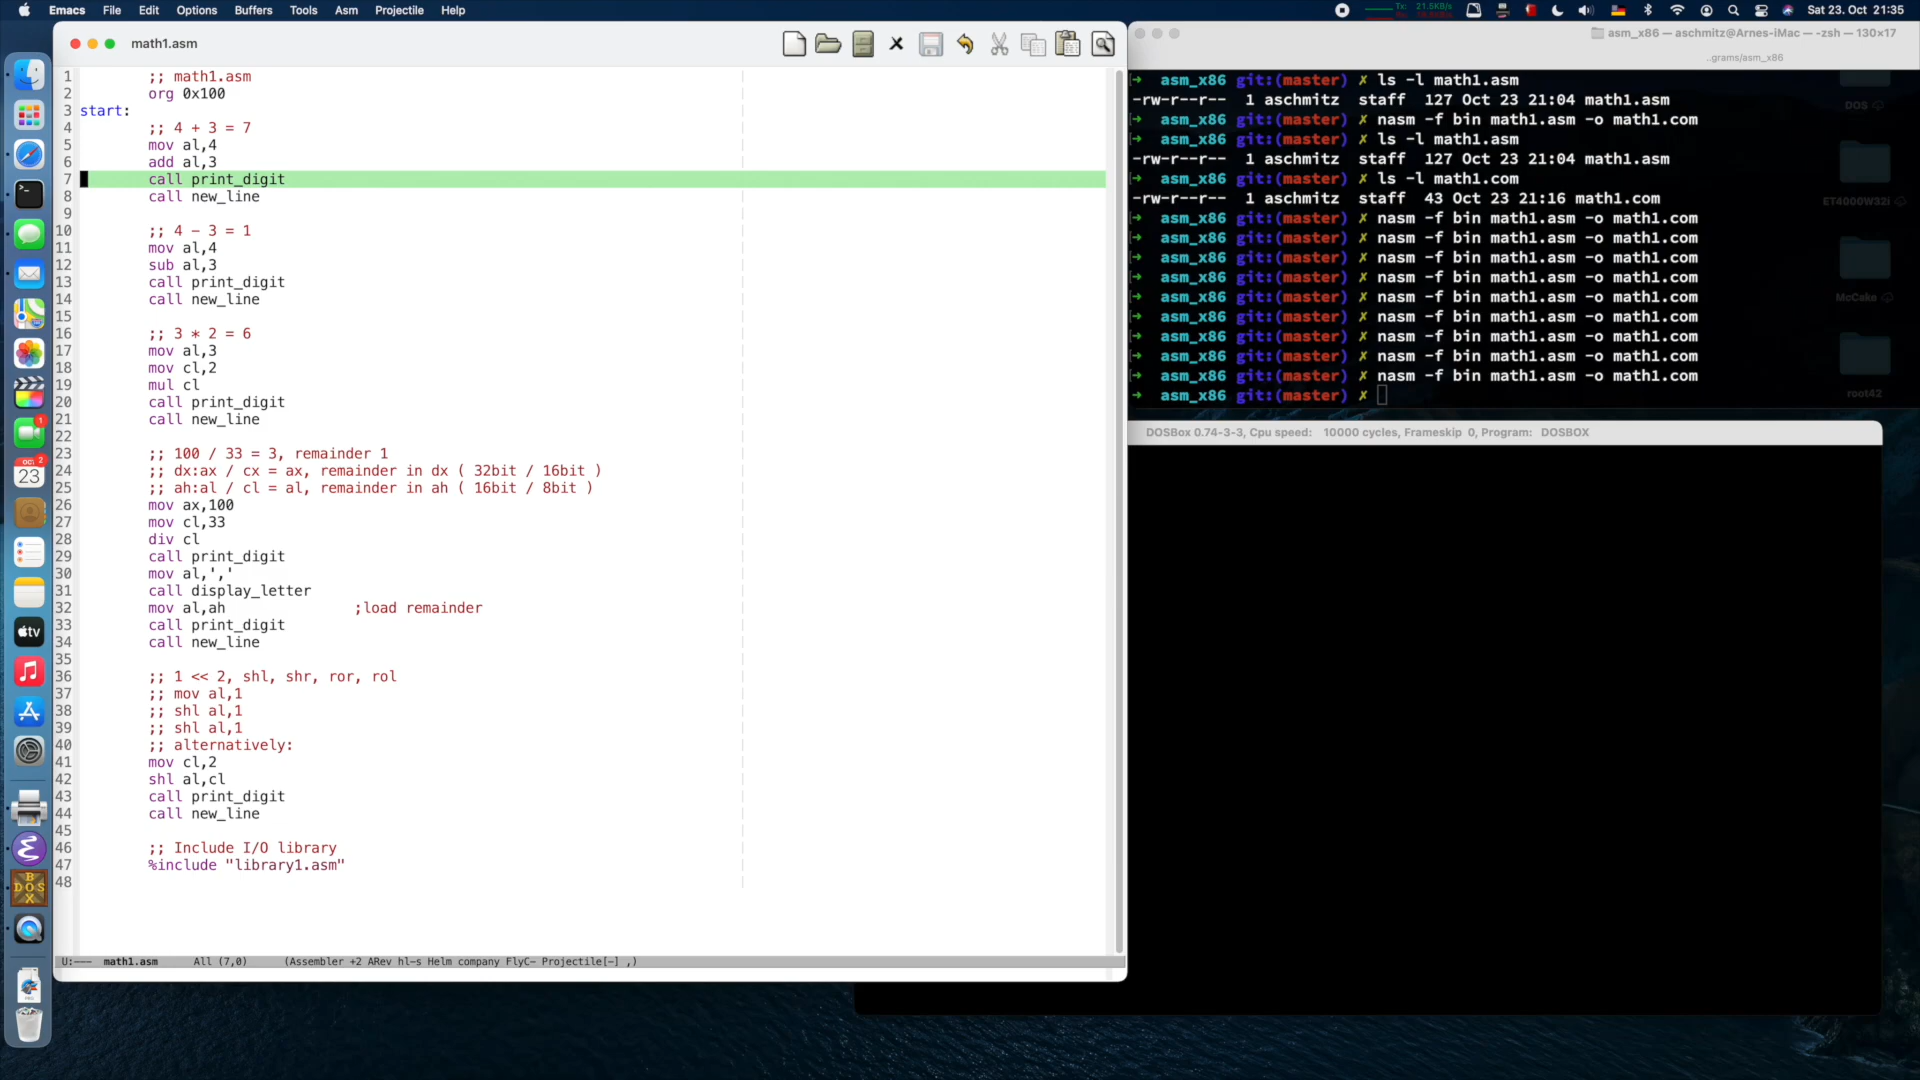 Emacs File Edit Options Buffers Tools Asm Projectile Help
Tx: 21.5KB/s
Sat 23. Oct 21:35
math1.asm
1 ;; math1.asm
2 org 0x100
3 start:
4 ;; 4 + 3 = 7
5 mov al,4
6 add al,3
7 call print_digit
8 call new_line
9
10 ;; 4 − 3 = 1
11 mov al,4
12 sub al,3
13 call print_digit
14 call new_line
15
16 ;; 3 * 2 = 6
17 mov al,3
18 mov cl,2
19 mul cl
20 call print_digit
21 call new_line
22
23 ;; 100 / 33 = 3, remainder 1
24 ;; dx:ax / cx = ax, remainder in dx ( 32bit / 16bit )
25 ;; ah:al / cl = al, remainder in ah ( 16bit / 8bit )
26 mov ax,100
27 mov cl,33
28 div cl
29 call print_digit
30 mov al,','
31 call display_letter
32 mov al,ah ;load remainder
33 call print_digit
34 call new_line
35
36 ;; 1 << 2, shl, shr, ror, rol
37 ;; mov al,1
38 ;; shl al,1
39 ;; shl al,1
40 ;; alternatively:
41 mov cl,2
42 shl al,cl
43 call print_digit
44 call new_line
45
46 ;; Include I/O library
47 %include "library1.asm"
48
U:--- math1.asm All (7,0) (Assembler +2 ARev hl-s Helm company FlyC- Projectile[-] ,)
asm_x86 — aschmitz@Arnes-iMac — -zsh — 130×17
..grams/asm_x86
[→ asm_x86 git:(master) ✗ ls -l math1.asm
-rw-r--r-- 1 aschmitz staff 127 Oct 23 21:04 math1.asm
[→ asm_x86 git:(master) ✗ nasm -f bin math1.asm -o math1.com
[→ asm_x86 git:(master) ✗ ls -l math1.asm
-rw-r--r-- 1 aschmitz staff 127 Oct 23 21:04 math1.asm
[→ asm_x86 git:(master) ✗ ls -l math1.com
-rw-r--r-- 1 aschmitz staff 43 Oct 23 21:16 math1.com
[→ asm_x86 git:(master) ✗ nasm -f bin math1.asm -o math1.com
[→ asm_x86 git:(master) ✗ nasm -f bin math1.asm -o math1.com
[→ asm_x86 git:(master) ✗ nasm -f bin math1.asm -o math1.com
[→ asm_x86 git:(master) ✗ nasm -f bin math1.asm -o math1.com
[→ asm_x86 git:(master) ✗ nasm -f bin math1.asm -o math1.com
[→ asm_x86 git:(master) ✗ nasm -f bin math1.asm -o math1.com
[→ asm_x86 git:(master) ✗ nasm -f bin math1.asm -o math1.com
[→ asm_x86 git:(master) ✗ nasm -f bin math1.asm -o math1.com
[→ asm_x86 git:(master) ✗ nasm -f bin math1.asm -o math1.com
→ asm_x86 git:(master) ✗
DOS
ET4000W32i
McCake
root42
DOSBox 0.74-3-3, Cpu speed: 10000 cycles, Frameskip 0, Program: DOSBOX
1
OCT 2
23
tv
DOS
BOX